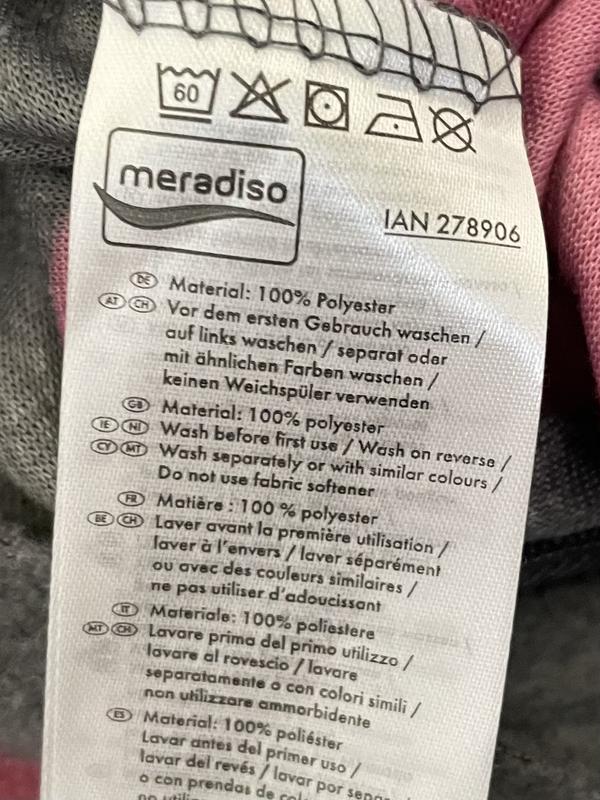 60
meradiso
IAN 278906
DE Material: 100% Polyester
AT CH Vor dem ersten Gebrauch waschen /
auf links waschen / separat oder
mit ähnlichen Farben waschen /
keinen Weichspüler verwenden
GB Material: 100% polyester
IE NI Wash before first use / Wash on reverse /
CY MT Wash separately or with similar colours /
Do not use fabric softener
FR Matière : 100 % polyester
BE CH Laver avant la première utilisation /
laver à l'envers / laver séparément
ou avec des couleurs similaires /
ne pas utiliser d'adoucissant
IT Materiale: 100% poliestere
MT CH Lavare prima del primo utilizzo /
lavare al rovescio / lavare
separatamente o con colori simili /
non utilizzare ammorbidente
ES Material: 100% poliéster
Lavar antes del primer uso /
lavar del revés / lavar por
o con prendas de
no